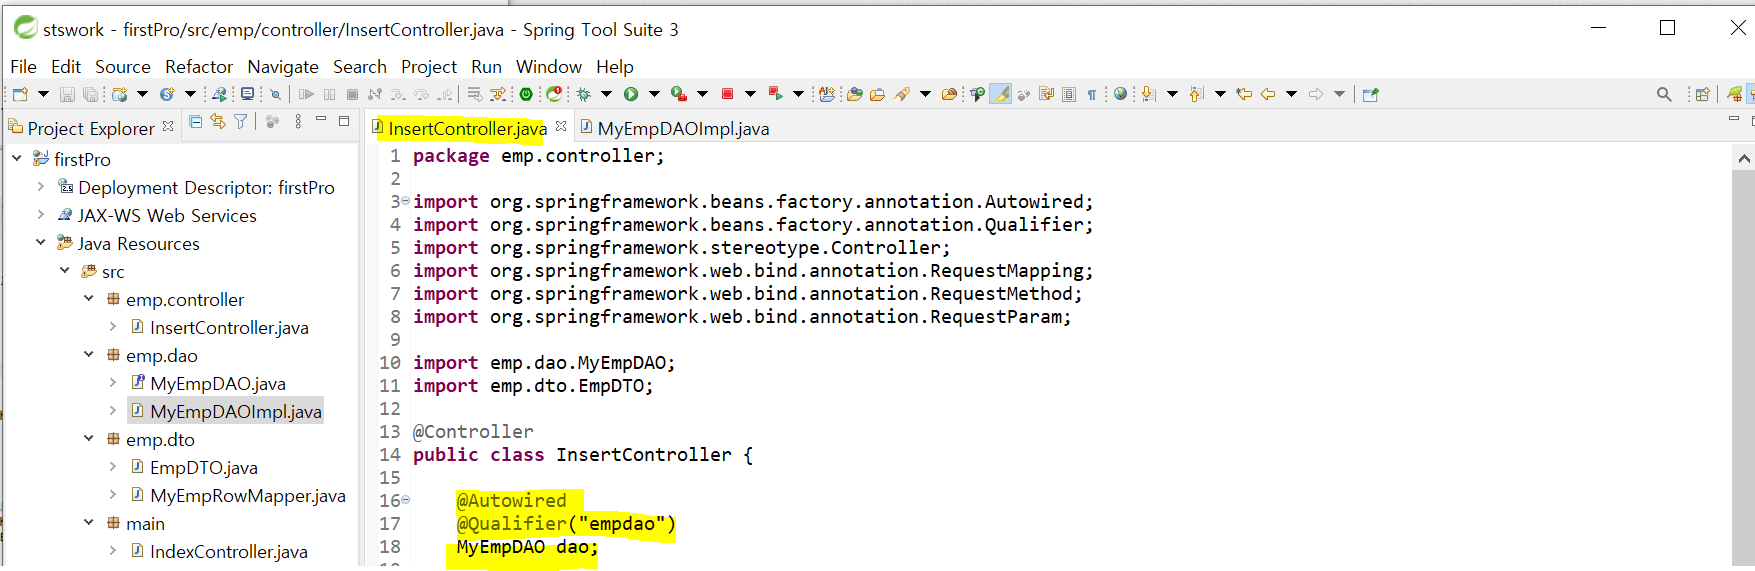 stswork - firstPro/src/emp/controller/InsertController.java - Spring Tool Suite 3
File Edit Source Refactor Navigate Search Project Run Window Help
Project Explorer
InsertController.java
MyEmpDAOImpl.java
firstPro
Deployment Descriptor: firstPro
JAX-WS Web Services
Java Resources
src
emp.controller
InsertController.java
emp.dao
MyEmpDAO.java
MyEmpDAOImpl.java
emp.dto
EmpDTO.java
MyEmpRowMapper.java
main
IndexController.java
1 package emp.controller;
2
3 import org.springframework.beans.factory.annotation.Autowired;
4 import org.springframework.beans.factory.annotation.Qualifier;
5 import org.springframework.stereotype.Controller;
6 import org.springframework.web.bind.annotation.RequestMapping;
7 import org.springframework.web.bind.annotation.RequestMethod;
8 import org.springframework.web.bind.annotation.RequestParam;
9
10 import emp.dao.MyEmpDAO;
11 import emp.dto.EmpDTO;
12
13 @Controller
14 public class InsertController {
15
16 @Autowired
17 @Qualifier("empdao")
18 MyEmpDAO dao;